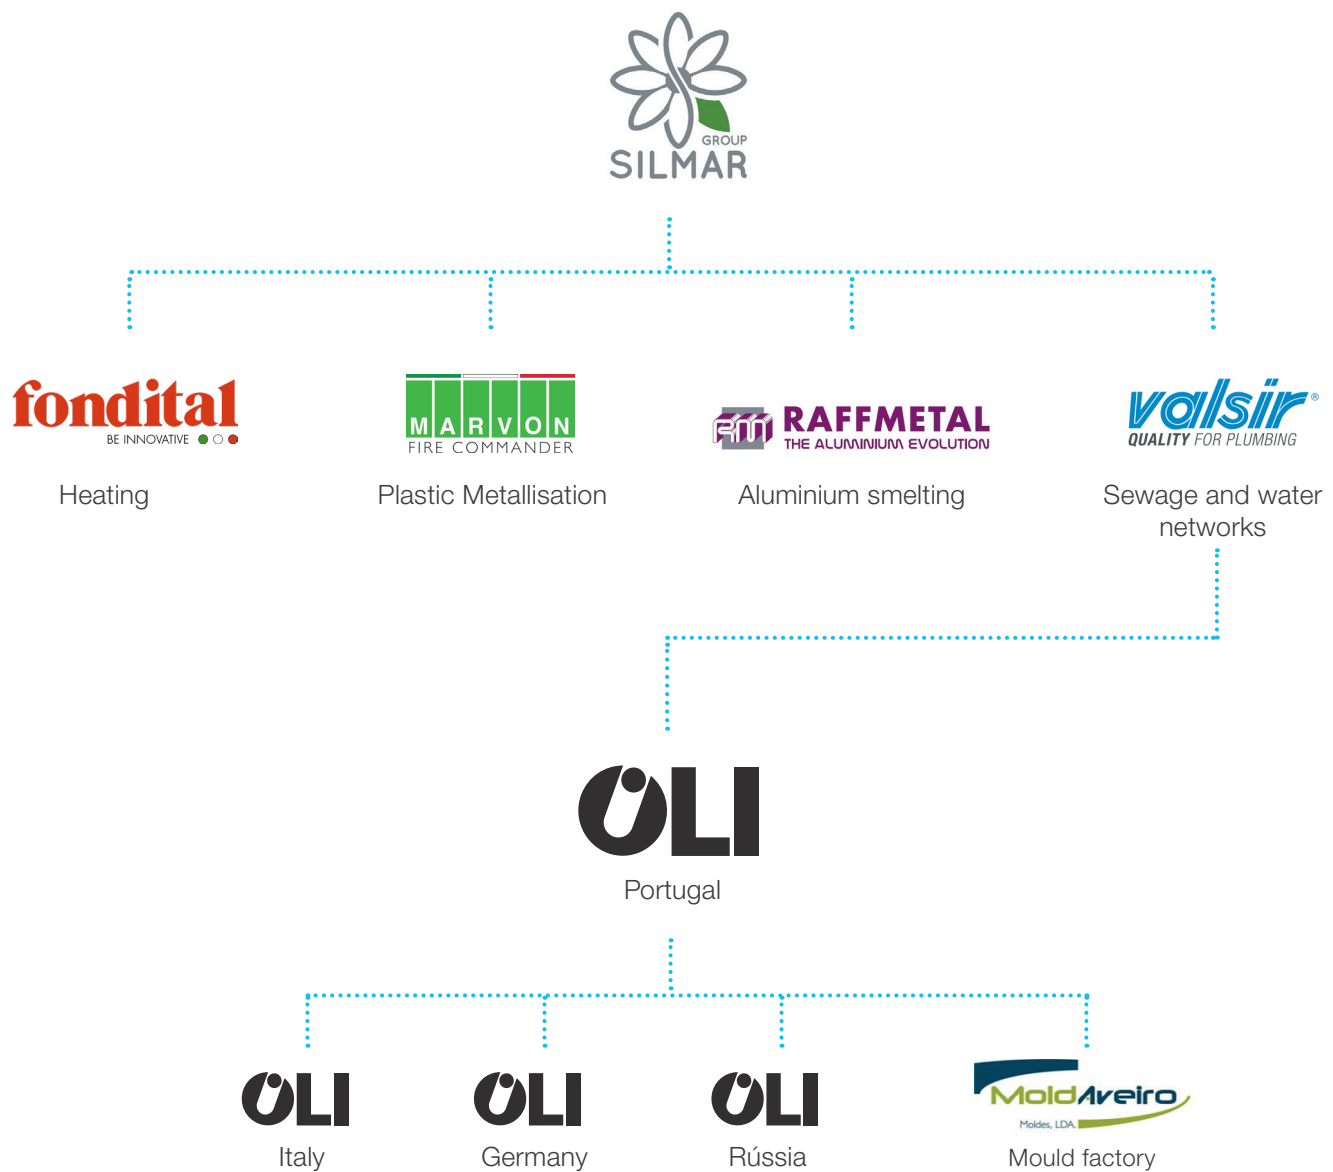 GROUP
SILMAR
fondital
BE INNOVATIVE
MARVON
FIRE COMMANDER
RM RAFFMETAL
THE ALUMINIUM EVOLUTION
valsir®
QUALITY FOR PLUMBING
Heating
Plastic Metallisation
Aluminium smelting
Sewage and water
networks
OLI
Portugal
OLI
Italy
OLI
Germany
OLI
Rússia
MoldAveiro
Moldes, LDA.
Mould factory